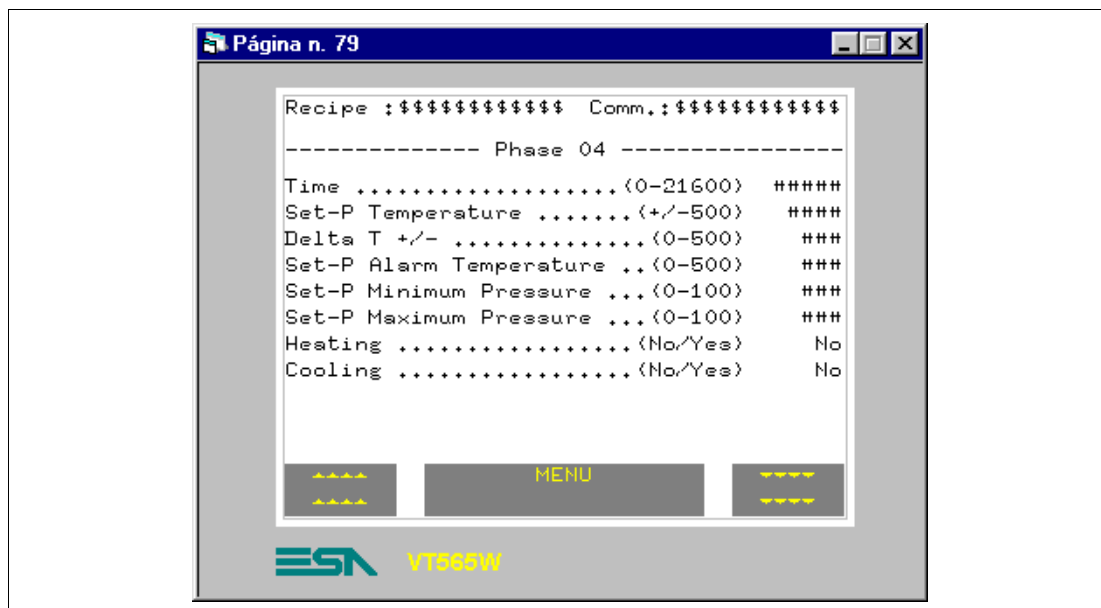 Página n. 79
Recipe :$$$$$$$$$$$$ Comm.:$$$$$$$$$$$$
-------------- Phase 04 ----------------
Time ...................(0-21600) #####
Set-P Temperature .......(+/-500) ####
Delta T +/- ..............(0-500) ###
Set-P Alarm Temperature ..(0-500) ###
Set-P Minimum Pressure ...(0-100) ###
Set-P Maximum Pressure ...(0-100) ###
Heating .................(No/Yes) No
Cooling .................(No/Yes) No
MENU
ESA VT565W